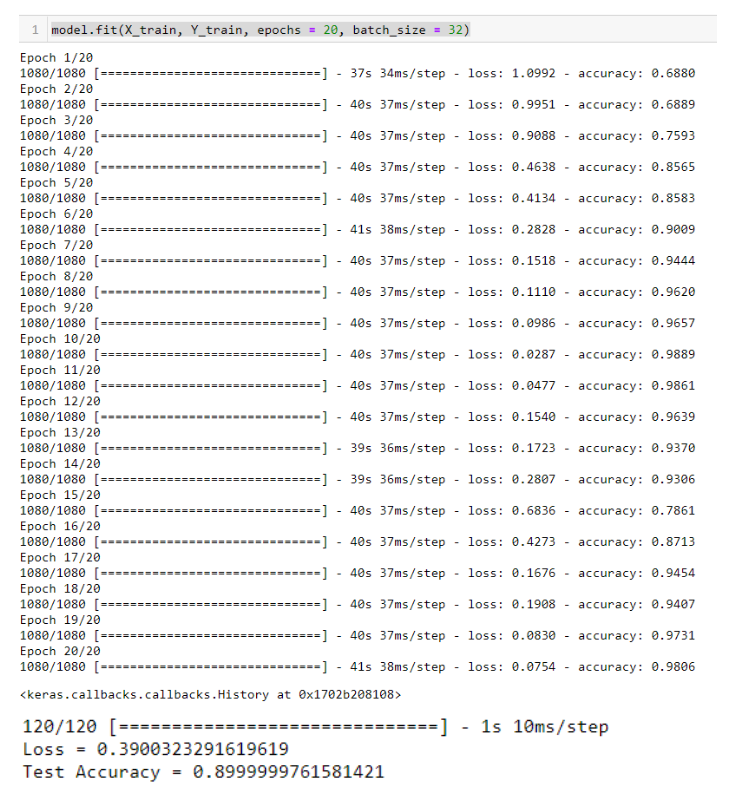 1 model.fit(X_train, Y_train, epochs = 20, batch_size = 32)
Epoch 1/20
1080/1080 [==============================] - 37s 34ms/step - loss: 1.0992 - accuracy: 0.6880
Epoch 2/20
1080/1080 [==============================] - 40s 37ms/step - loss: 0.9951 - accuracy: 0.6889
Epoch 3/20
1080/1080 [==============================] - 40s 37ms/step - loss: 0.9088 - accuracy: 0.7593
Epoch 4/20
1080/1080 [==============================] - 40s 37ms/step - loss: 0.4638 - accuracy: 0.8565
Epoch 5/20
1080/1080 [==============================] - 40s 37ms/step - loss: 0.4134 - accuracy: 0.8583
Epoch 6/20
1080/1080 [==============================] - 41s 38ms/step - loss: 0.2828 - accuracy: 0.9009
Epoch 7/20
1080/1080 [==============================] - 40s 37ms/step - loss: 0.1518 - accuracy: 0.9444
Epoch 8/20
1080/1080 [==============================] - 40s 37ms/step - loss: 0.1110 - accuracy: 0.9620
Epoch 9/20
1080/1080 [==============================] - 40s 37ms/step - loss: 0.0986 - accuracy: 0.9657
Epoch 10/20
1080/1080 [==============================] - 40s 37ms/step - loss: 0.0287 - accuracy: 0.9889
Epoch 11/20
1080/1080 [==============================] - 40s 37ms/step - loss: 0.0477 - accuracy: 0.9861
Epoch 12/20
1080/1080 [==============================] - 40s 37ms/step - loss: 0.1540 - accuracy: 0.9639
Epoch 13/20
1080/1080 [==============================] - 39s 36ms/step - loss: 0.1723 - accuracy: 0.9370
Epoch 14/20
1080/1080 [==============================] - 39s 36ms/step - loss: 0.2807 - accuracy: 0.9306
Epoch 15/20
1080/1080 [==============================] - 40s 37ms/step - loss: 0.6836 - accuracy: 0.7861
Epoch 16/20
1080/1080 [==============================] - 40s 37ms/step - loss: 0.4273 - accuracy: 0.8713
Epoch 17/20
1080/1080 [==============================] - 40s 37ms/step - loss: 0.1676 - accuracy: 0.9454
Epoch 18/20
1080/1080 [==============================] - 40s 37ms/step - loss: 0.1908 - accuracy: 0.9407
Epoch 19/20
1080/1080 [==============================] - 40s 37ms/step - loss: 0.0830 - accuracy: 0.9731
Epoch 20/20
1080/1080 [==============================] - 41s 38ms/step - loss: 0.0754 - accuracy: 0.9806
<keras.callbacks.callbacks.History at 0x1702b208108>
120/120 [==============================] - 1s 10ms/step
Loss = 0.3900323291619619
Test Accuracy = 0.8999999761581421